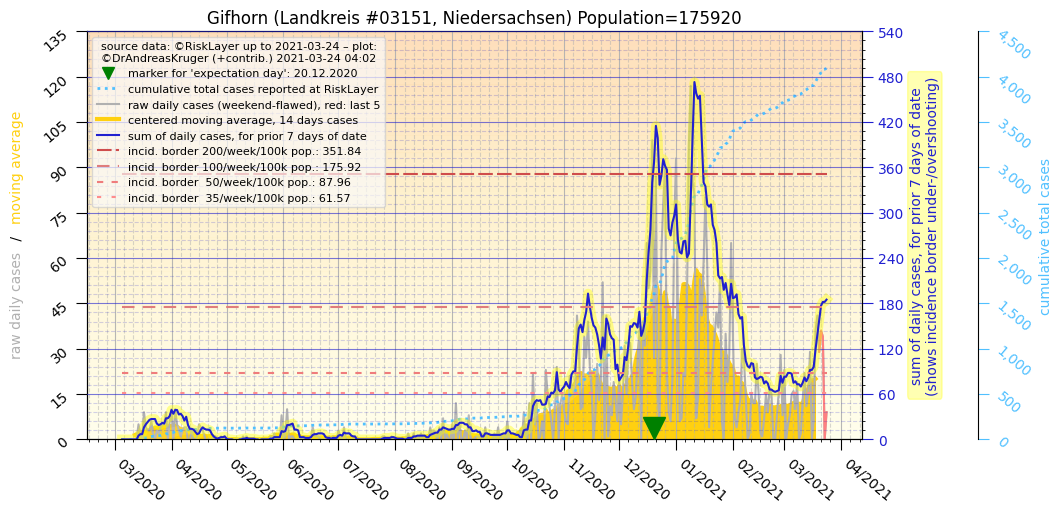 Gifhorn (Landkreis #03151, Niedersachsen) Population=175920
source data: ©RiskLayer up to 2021-03-24 – plot:
©DrAndreasKruger (+contrib.) 2021-03-24 04:02
marker for 'expectation day': 20.12.2020
cumulative total cases reported at RiskLayer
raw daily cases (weekend-flawed), red: last 5
centered moving average, 14 days cases
sum of daily cases, for prior 7 days of date
incid. border 200/week/100k pop.: 351.84
incid. border 100/week/100k pop.: 175.92
incid. border  50/week/100k pop.: 87.96
incid. border  35/week/100k pop.: 61.57
raw daily cases / moving average
135
120
105
90
75
60
45
30
15
0
03/2020
04/2020
05/2020
06/2020
07/2020
08/2020
09/2020
10/2020
11/2020
12/2020
01/2021
02/2021
03/2021
04/2021
540
480
420
360
300
240
180
120
60
0
sum of daily cases, for prior 7 days of date
(shows incidence border under-/overshooting)
4,500
4,000
3,500
3,000
2,500
2,000
1,500
1,000
500
0
cumulative total cases